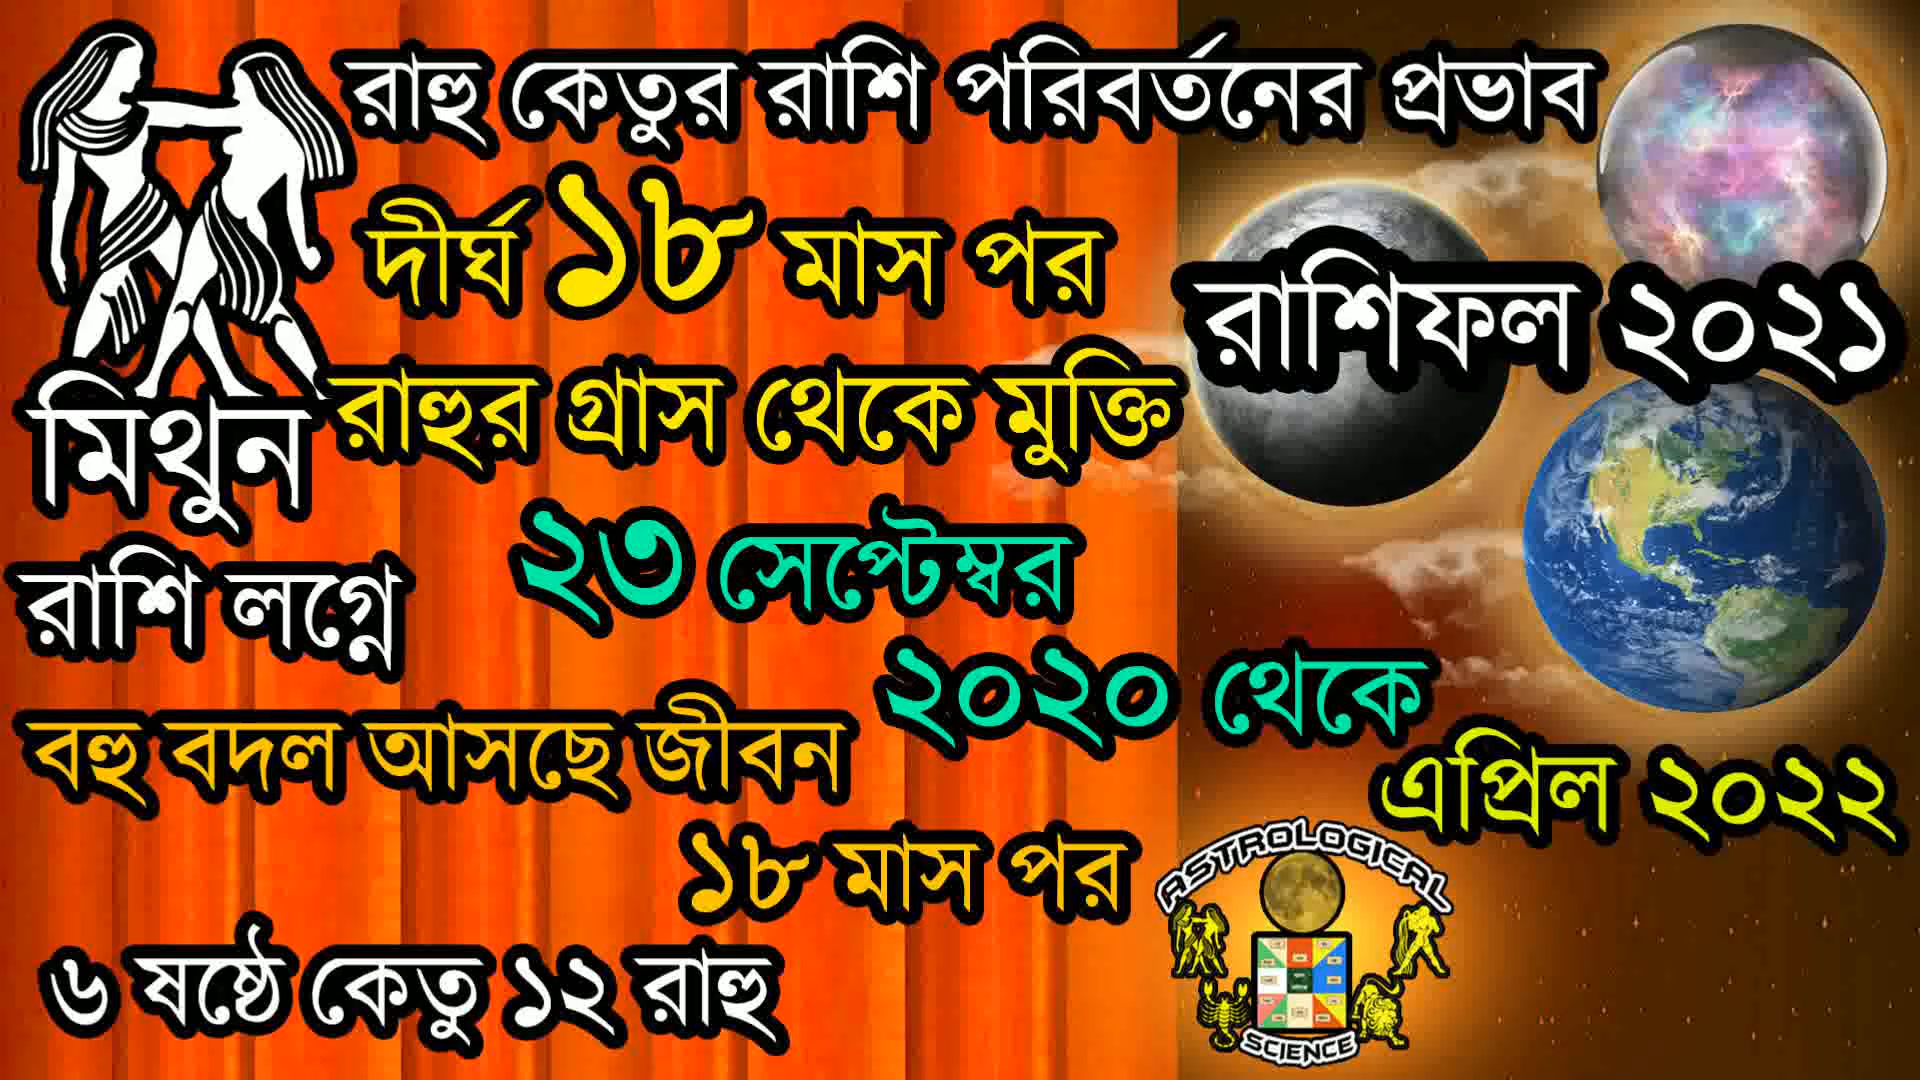 রাহু কেতুর রাশি পরিবর্তনের প্রভাব
দীর্ঘ ১৮ মাস পর
রাশিফল ২০২১
রাহুর গ্রাস থেকে মুক্তি
মিথুন
রাশি লগ্নে
২৩ সেপ্টেম্বর
২০২০ থেকে
এপ্রিল ২০২২
বহু বদল আসছে জীবন
১৮ মাস পর
৬ ষষ্ঠে কেতু ১২ রাহু
ASTROLOGICAL
SCIENCE